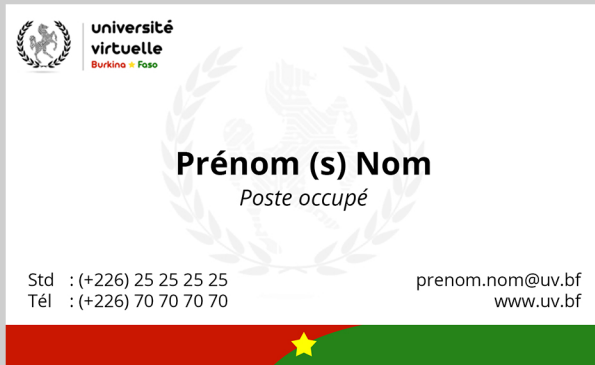 université
virtuelle
Burkina Faso
Prénom (s) Nom
Poste occupé
Std : (+226) 25 25 25 25
Tél : (+226) 70 70 70 70
prenom.nom@uv.bf
www.uv.bf